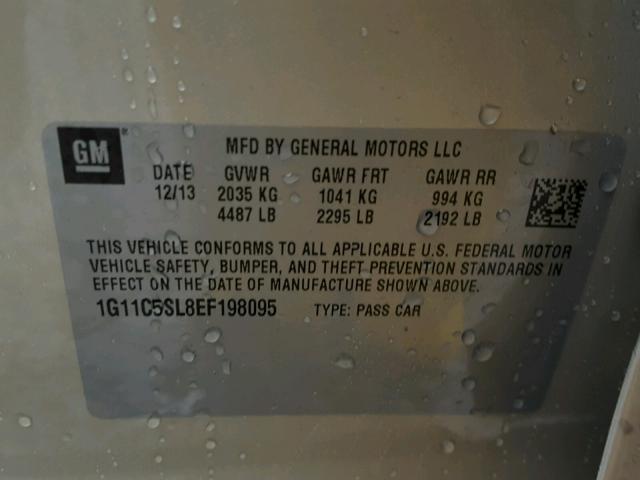 GM
MFD BY GENERAL MOTORS LLC
DATE GVWR GAWR FRT GAWR RR
12/13 2035 KG 1041 KG 994 KG
4487 LB 2295 LB 2192 LB
THIS VEHICLE CONFORMS TO ALL APPLICABLE U.S. FEDERAL MOTOR
VEHICLE SAFETY, BUMPER, AND THEFT PREVENTION STANDARDS IN
EFFECT ON THE DATE OF MANUFACTURE SHOWN ABOVE.
1G11C5SL8EF198095 TYPE: PASS CAR